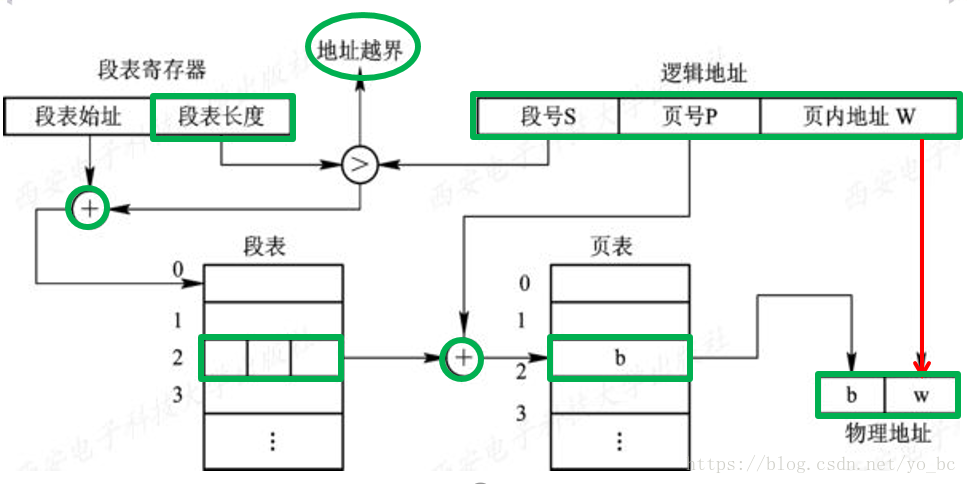 地址越界
段表寄存器
逻辑地址
段表始址 段表长度
段号S 页号P 页内地址 W
>
+
段表
页表
0
1
2
3
⋮
+
0
1
b
2
3
⋮
b w
物理地址
西安电子科技大学出版社
https://blog.csdn.net/yo_bc